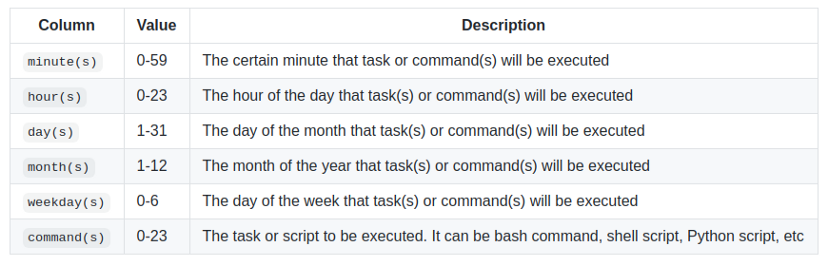 Column Value Description
minute(s) 0-59 The certain minute that task or command(s) will be executed
hour(s) 0-23 The hour of the day that task(s) or command(s) will be executed
day(s) 1-31 The day of the month that task(s) or command(s) will be executed
month(s) 1-12 The month of the year that task(s) or command(s) will be executed
weekday(s) 0-6 The day of the week that task(s) or command(s) will be executed
command(s) 0-23 The task or script to be executed. It can be bash command, shell script, Python script, etc